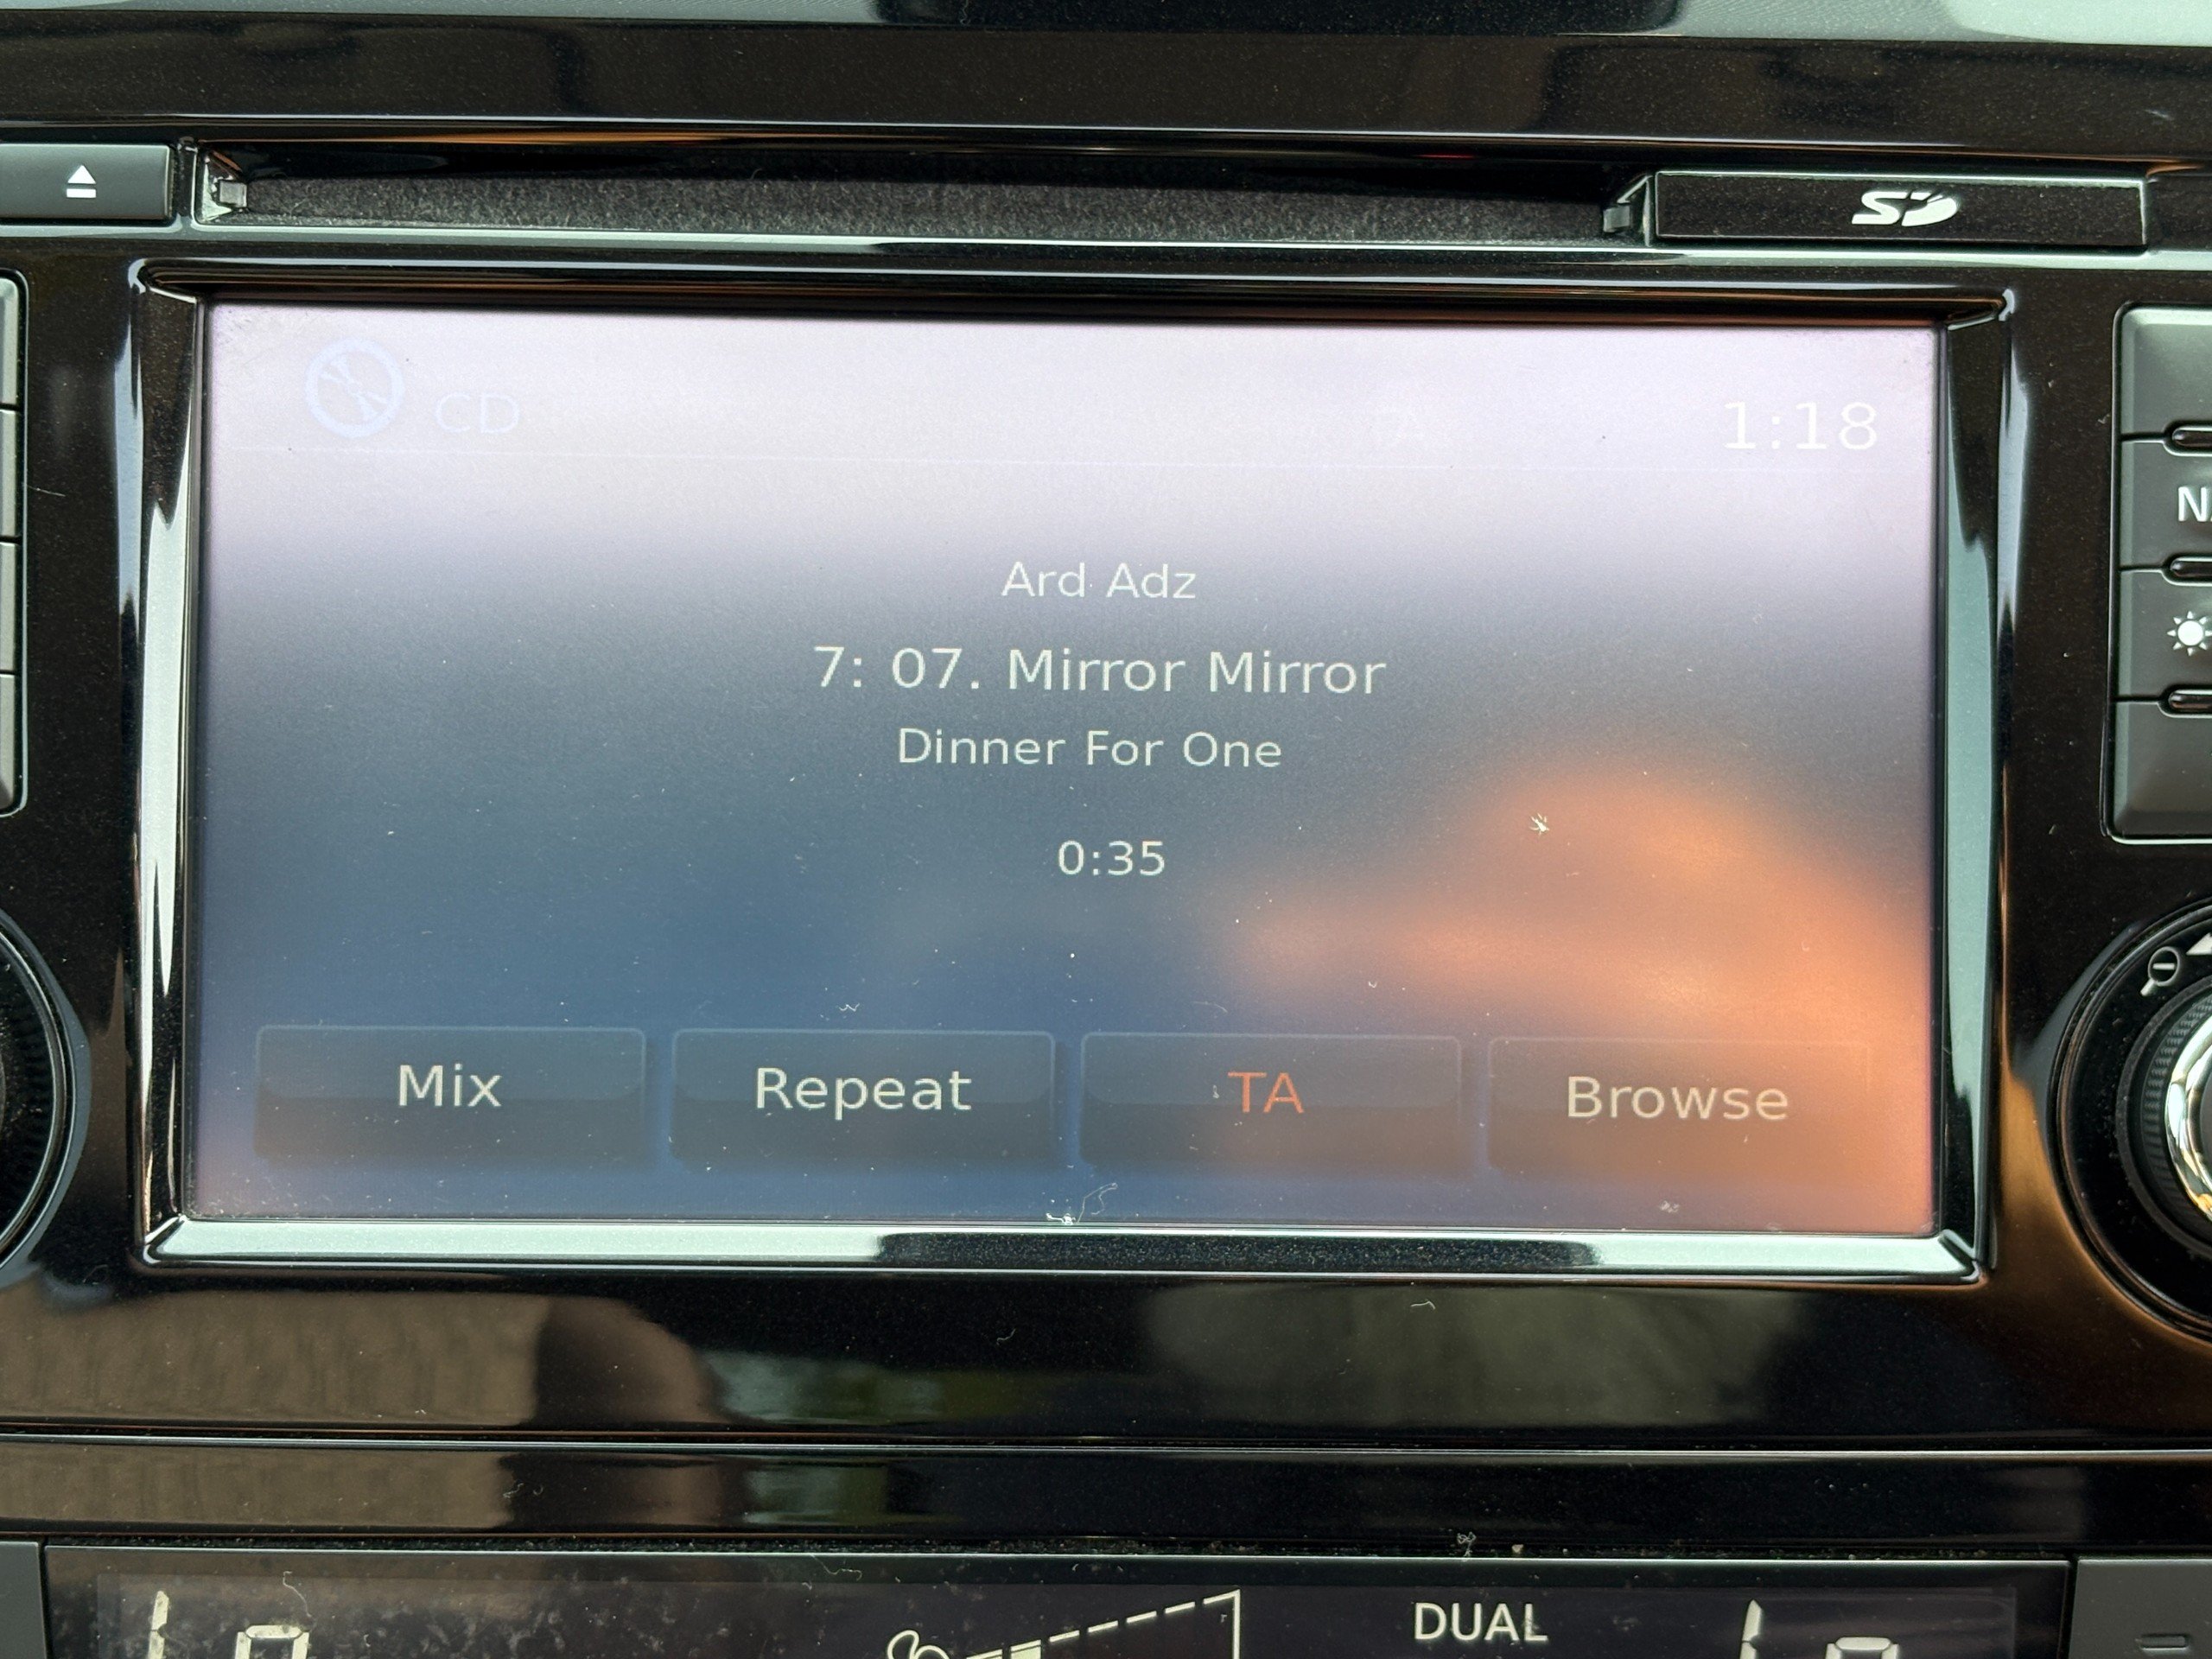 SD
CD TA 1:18
Ard Adz
7: 07. Mirror Mirror
Dinner For One
0:35
Mix Repeat TA Browse
DUAL